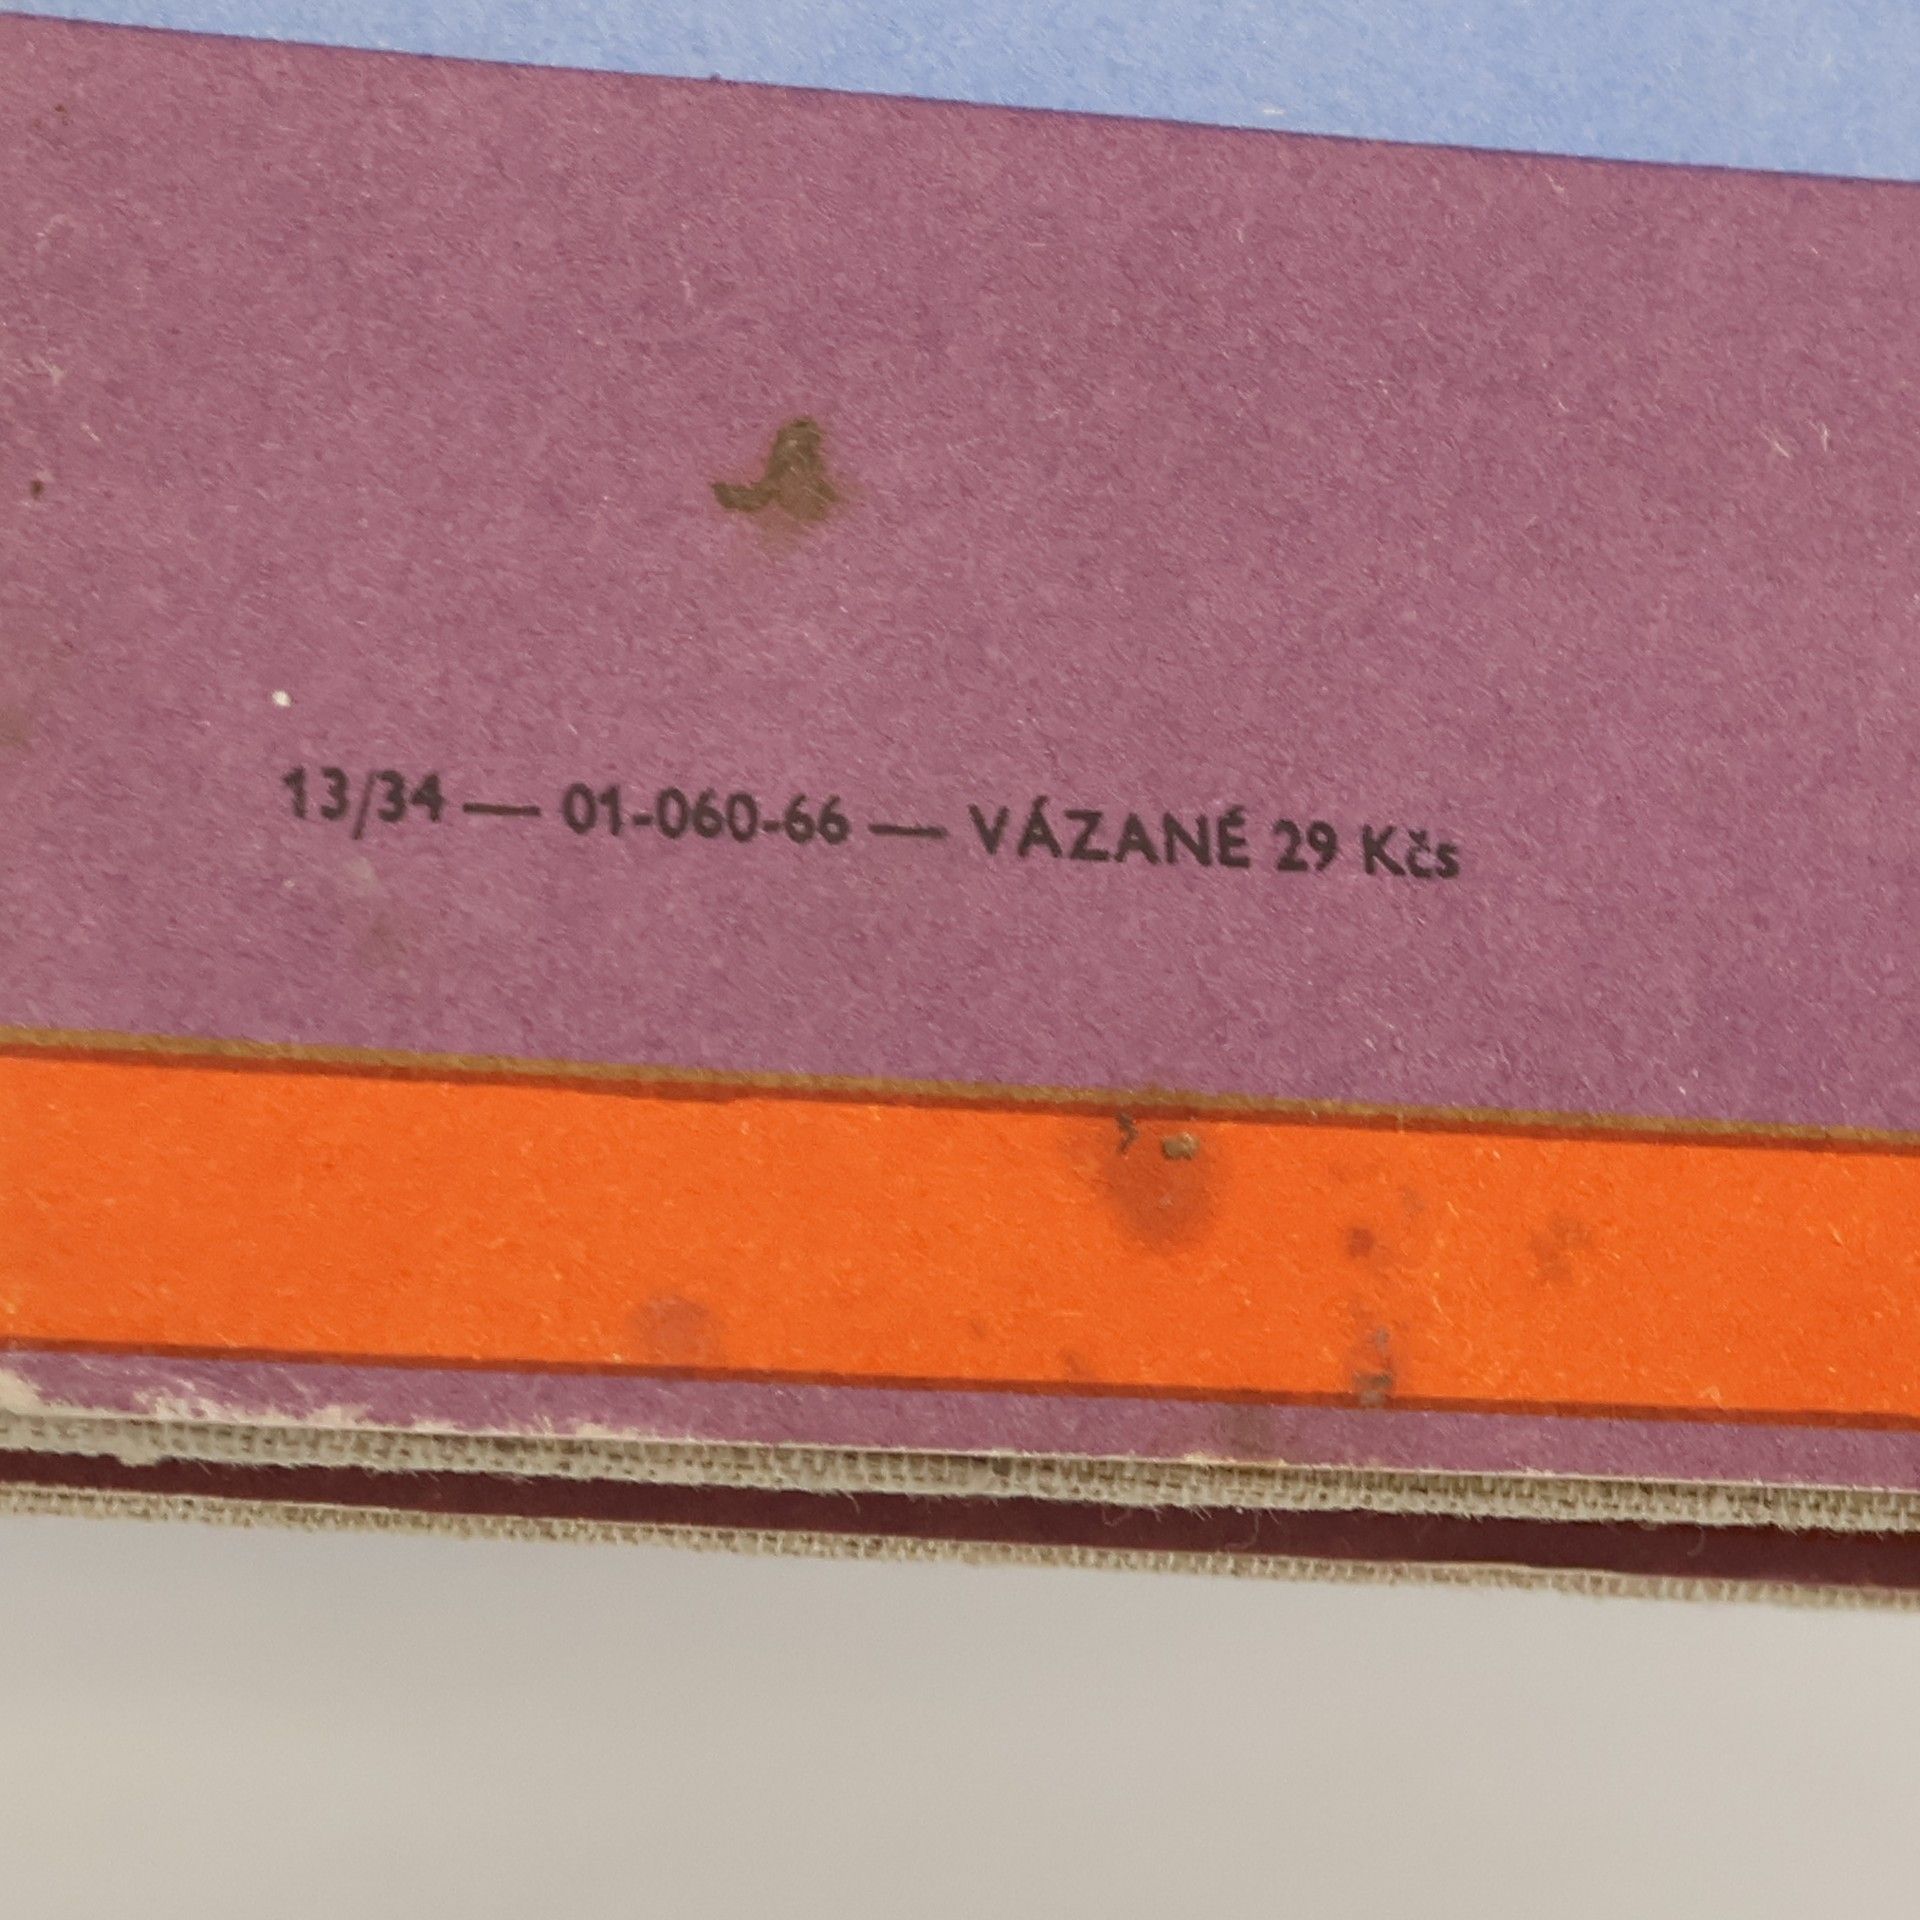 13/34 — 01-060-66 — VÁZANÉ 29 Kčs